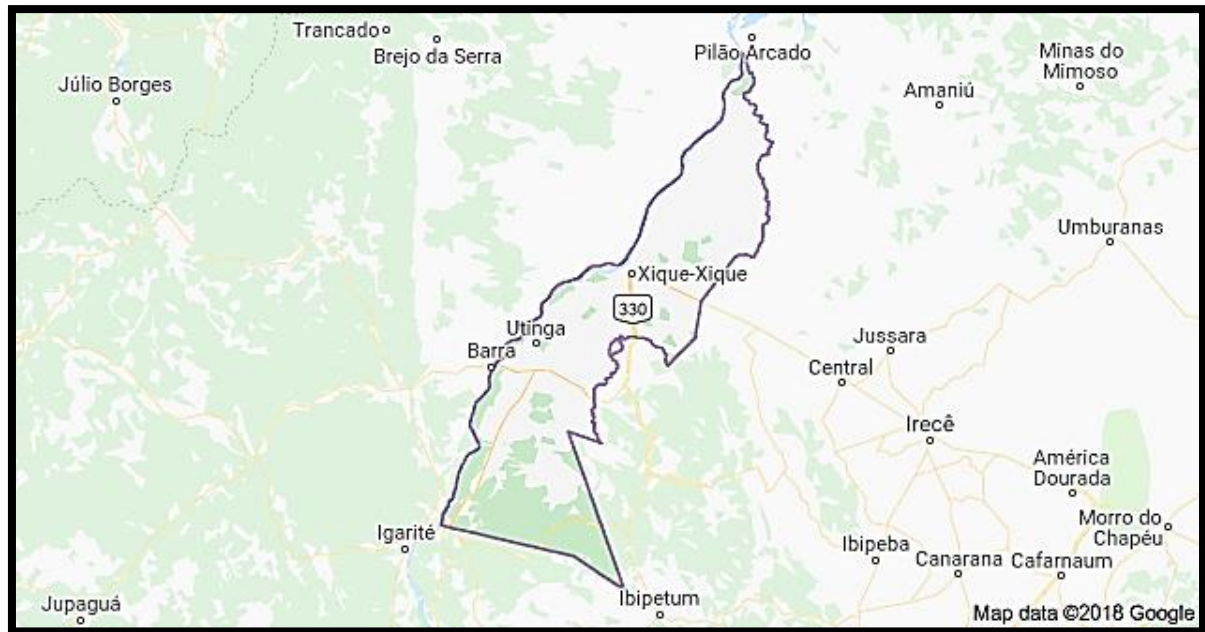 Trancado
Brejo da Serra
Pilão Arcado
Minas do
Mimoso
Júlio Borges
Amaniú
Umburanas
Xique-Xique
330
Utinga
Barra
Jussara
Central
Irecê
América
Dourada
Morro do
Chapéu
Igarité
Ibipeba
Canarana
Cafarnaum
Ibipetum
Jupaguá
Map data ©2018 Google